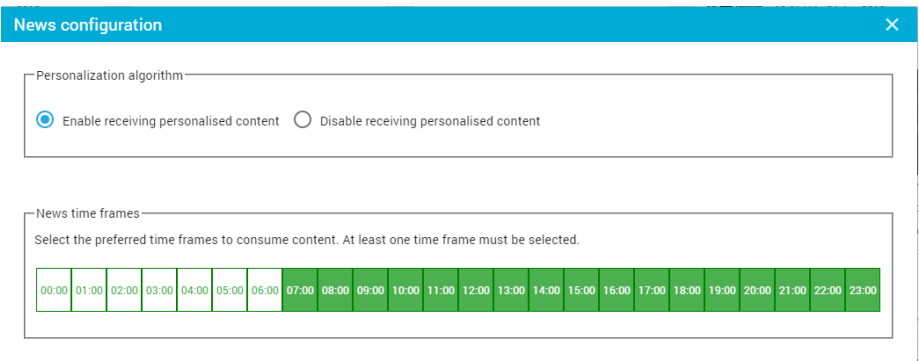 News configuration
Personalization algorithm
Enable receiving personalised content Disable receiving personalised content
News time frames
Select the preferred time frames to consume content. At least one time frame must be selected.
00:00 01:00 02:00 03:00 04:00 05:00 06:00 07:00 08:00 09:00 10:00 11:00 12:00 13:00 14:00 15:00 16:00 17:00 18:00 19:00 20:00 21:00 22:00 23:00